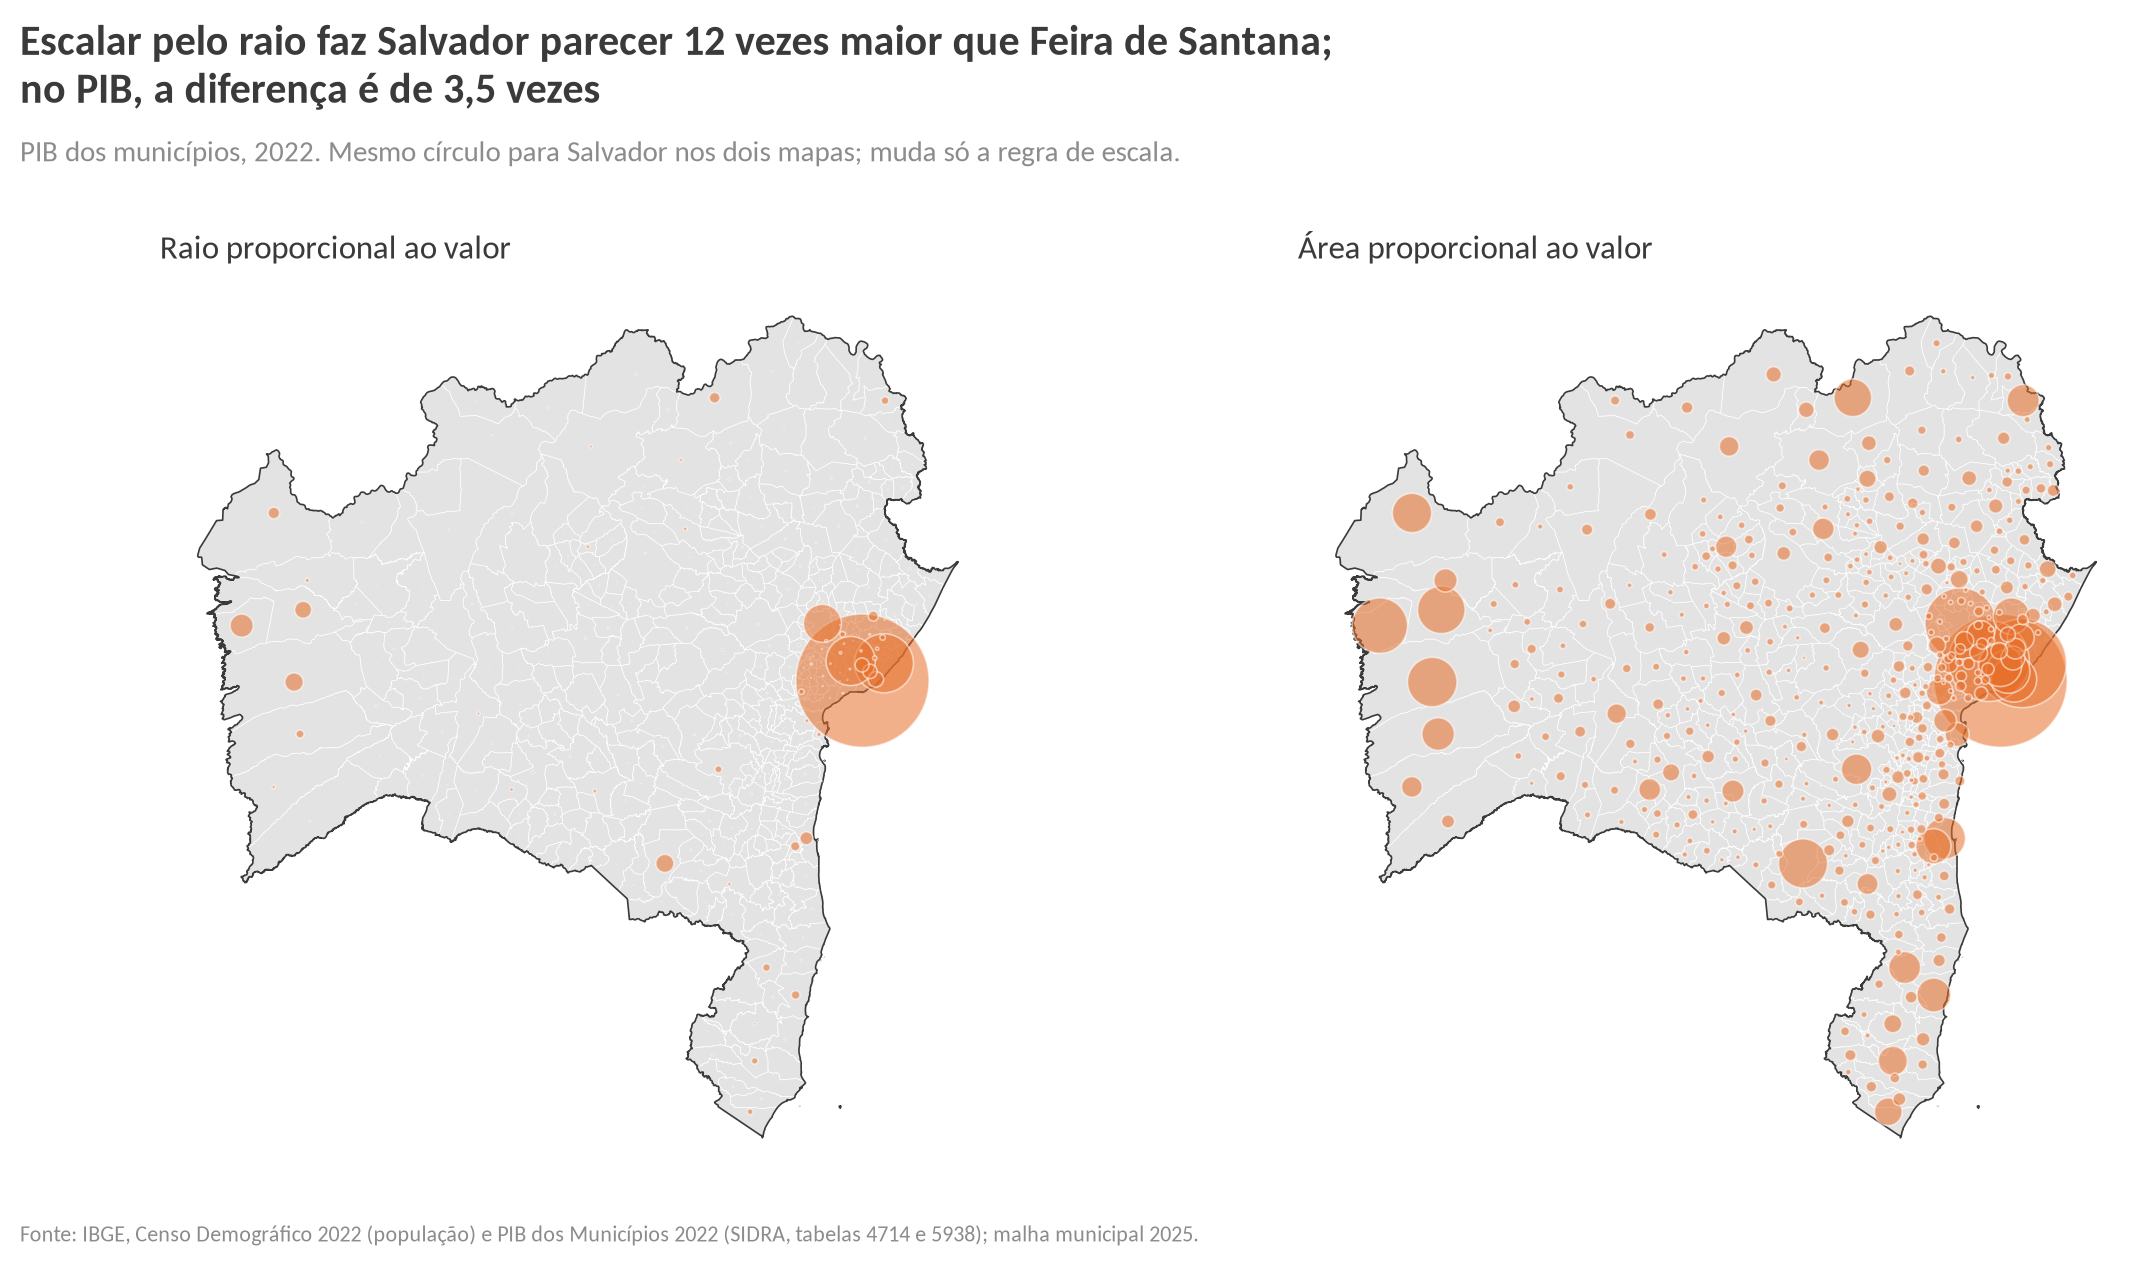 Escalar pelo raio faz Salvador parecer 12 vezes maior que Feira de Santana;
no PIB, a diferença é de 3,5 vezes
PIB dos municípios, 2022. Mesmo círculo para Salvador nos dois mapas; muda só a regra de escala.
Raio proporcional ao valor
Área proporcional ao valor
Fonte: IBGE, Censo Demográfico 2022 (população) e PIB dos Municípios 2022 (SIDRA, tabelas 4714 e 5938); malha municipal 2025.